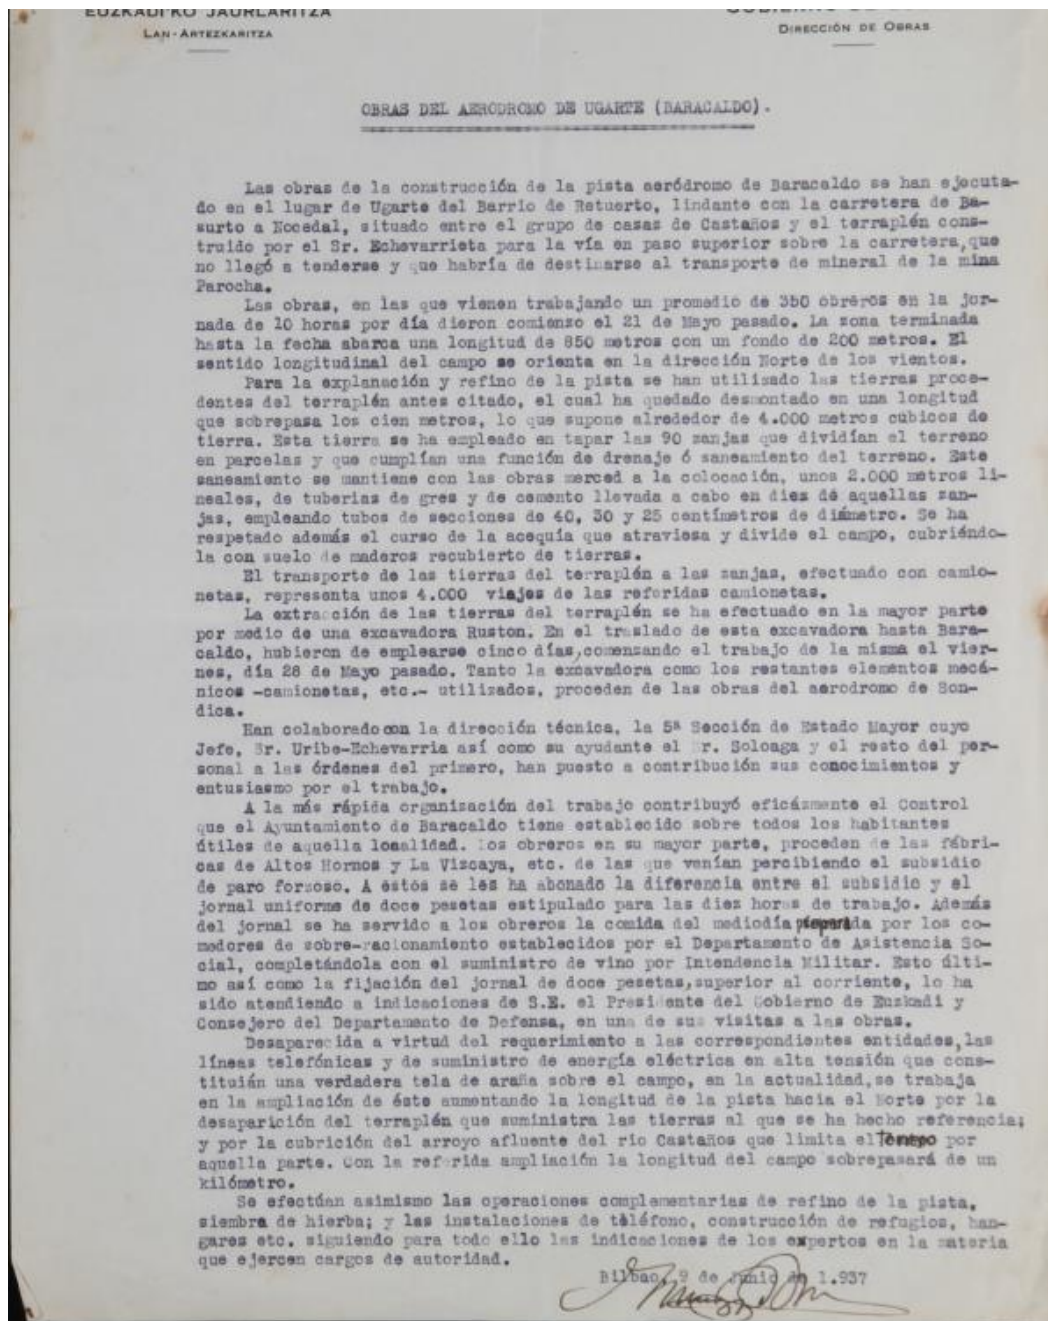 EUZKADI'KO JAURLARITZA
LAN-ARTEZKARITZA
GOBIERNO DE
DIRECCIÓN DE OBRAS
OBRAS DEL AERODROMO DE UGARTE (BARACALDO).
Las obras de la construcción de la pista aeródromo de Baracaldo se han ejecuta-
do en el lugar de Ugarte del Barrio de Retuerto, lindante con la carretera de Ba-
surto a Nocedal, situado entre el grupo de casas de Castaños y el terraplén cons-
truido por el Sr. Echevarrieta para la vía en paso superior sobre la carretera,que
no llegó a tenderse y que habría de destinarse al transporte de mineral de la mina
Parocha.
Las obras, en las que vienen trabajando un promedio de 350 obreros en la jor-
nada de 10 horas por día dieron comienzo el 21 de Mayo pasado. La zona terminada
hasta la fecha abarca una longitud de 850 metros con un fondo de 200 metros. El
sentido longitudinal del campo se orienta en la dirección Norte de los vientos.
Para la explanación y refino de la pista se han utilizado las tierras proce-
dentes del terraplén antes citado, el cual ha quedado desmontado en una longitud
que sobrepasa los cien metros, lo que supone alrededor de 4.000 metros cúbicos de
tierra. Esta tierra se ha empleado en tapar las 90 zanjas que dividían el terreno
en parcelas y que cumplían una función de drenaje ó saneamiento del terreno. Este
saneamiento se mantiene con las obras merced a la colocación, unos 2.000 metros li-
neales, de tuberias de gres y de cemento llevada a cabo en diez de aquellas zan-
jas, empleando tubos de secciones de 40, 30 y 25 centímetros de diámetro. Se ha
respetado además el curso de la acequía que atraviesa y divide el campo, cubriéndo-
la con suelo de maderos recubierto de tierras.
El transporte de las tierras del terraplén a las zanjas, efectuado con camio-
netas, representa unos 4.000 viajes de las referidas camionetas.
La extracción de las tierras del terraplén se ha efectuado en la mayor parte
por medio de una excavadora Ruston. En el traslado de esta excavadora hasta Bara-
caldo, hubieron de emplearse cinco días,comenzando el trabajo de la misma el vier-
nes, día 28 de Mayo pasado. Tanto la excavadora como los restantes elementos mecá-
nicos -camionetas, etc.- utilizados, proceden de las obras del aerodromo de Son-
dica.
Han colaborado con la dirección técnica, la 5ª Sección de Estado Mayor cuyo
Jefe, Sr. Uribe-Echevarria así como su ayudante el Sr. Soloaga y el resto del per-
sonal a las órdenes del primero, han puesto a contribución sus conocimientos y
entusiasmo por el trabajo.
A la más rápida organización del trabajo contribuyó eficázmente el Control
que el Ayuntamiento de Baracaldo tiene establecido sobre todos los habitantes
útiles de aquella localidad. Los obreros en su mayor parte, proceden de las fábri-
cas de Altos Hornos y La Vizcaya, etc. de las que venían percibiendo el subsidio
de paro forzoso. A éstos se les ha abonado la diferencia entre el subsidio y el
jornal uniforme de doce pesetas estipulado para las diez horas de trabajo. Además
del jornal se ha servido a los obreros la comida del mediodía preparada por los co-
medores de sobre-racionamiento establecidos por el Departamento de Asistencia So-
cial, completándola con el suministro de vino por Intendencia Militar. Esto últi-
mo así como la fijación del jornal de doce pesetas,superior al corriente, lo ha
sido atendiendo a indicaciones de S.E. el Presidente del Gobierno de Euzkadi y
Consejero del Departamento de Defensa, en una de sus visitas a las obras.
Desaparecida a virtud del requerimiento a las correspondientes entidades,las
líneas telefónicas y de suministro de energía eléctrica en alta tensión que cons-
tituián una verdadera tela de araña sobre el campo, en la actualidad,se trabaja
en la ampliación de éste aumentando la longitud de la pista hacia el Norte por la
desaparición del terraplén que suministra las tierras al que se ha hecho referencia;
y por la cubrición del arroyo afluente del rio Castaños que limita el por
aquella parte. Con la referida ampliación la longitud del campo sobrepasará de un
kilómetro.
Se efectúan asimismo las operaciones complementarias de refino de la pista,
siembra de hierba; y las instalaciones de teléfono, construcción de refugios, han-
gares etc. siguiendo para todo ello las indicaciones de los expertos en la materia
que ejercen cargos de autoridad.
Bilbao, 9 de Junio de 1.937